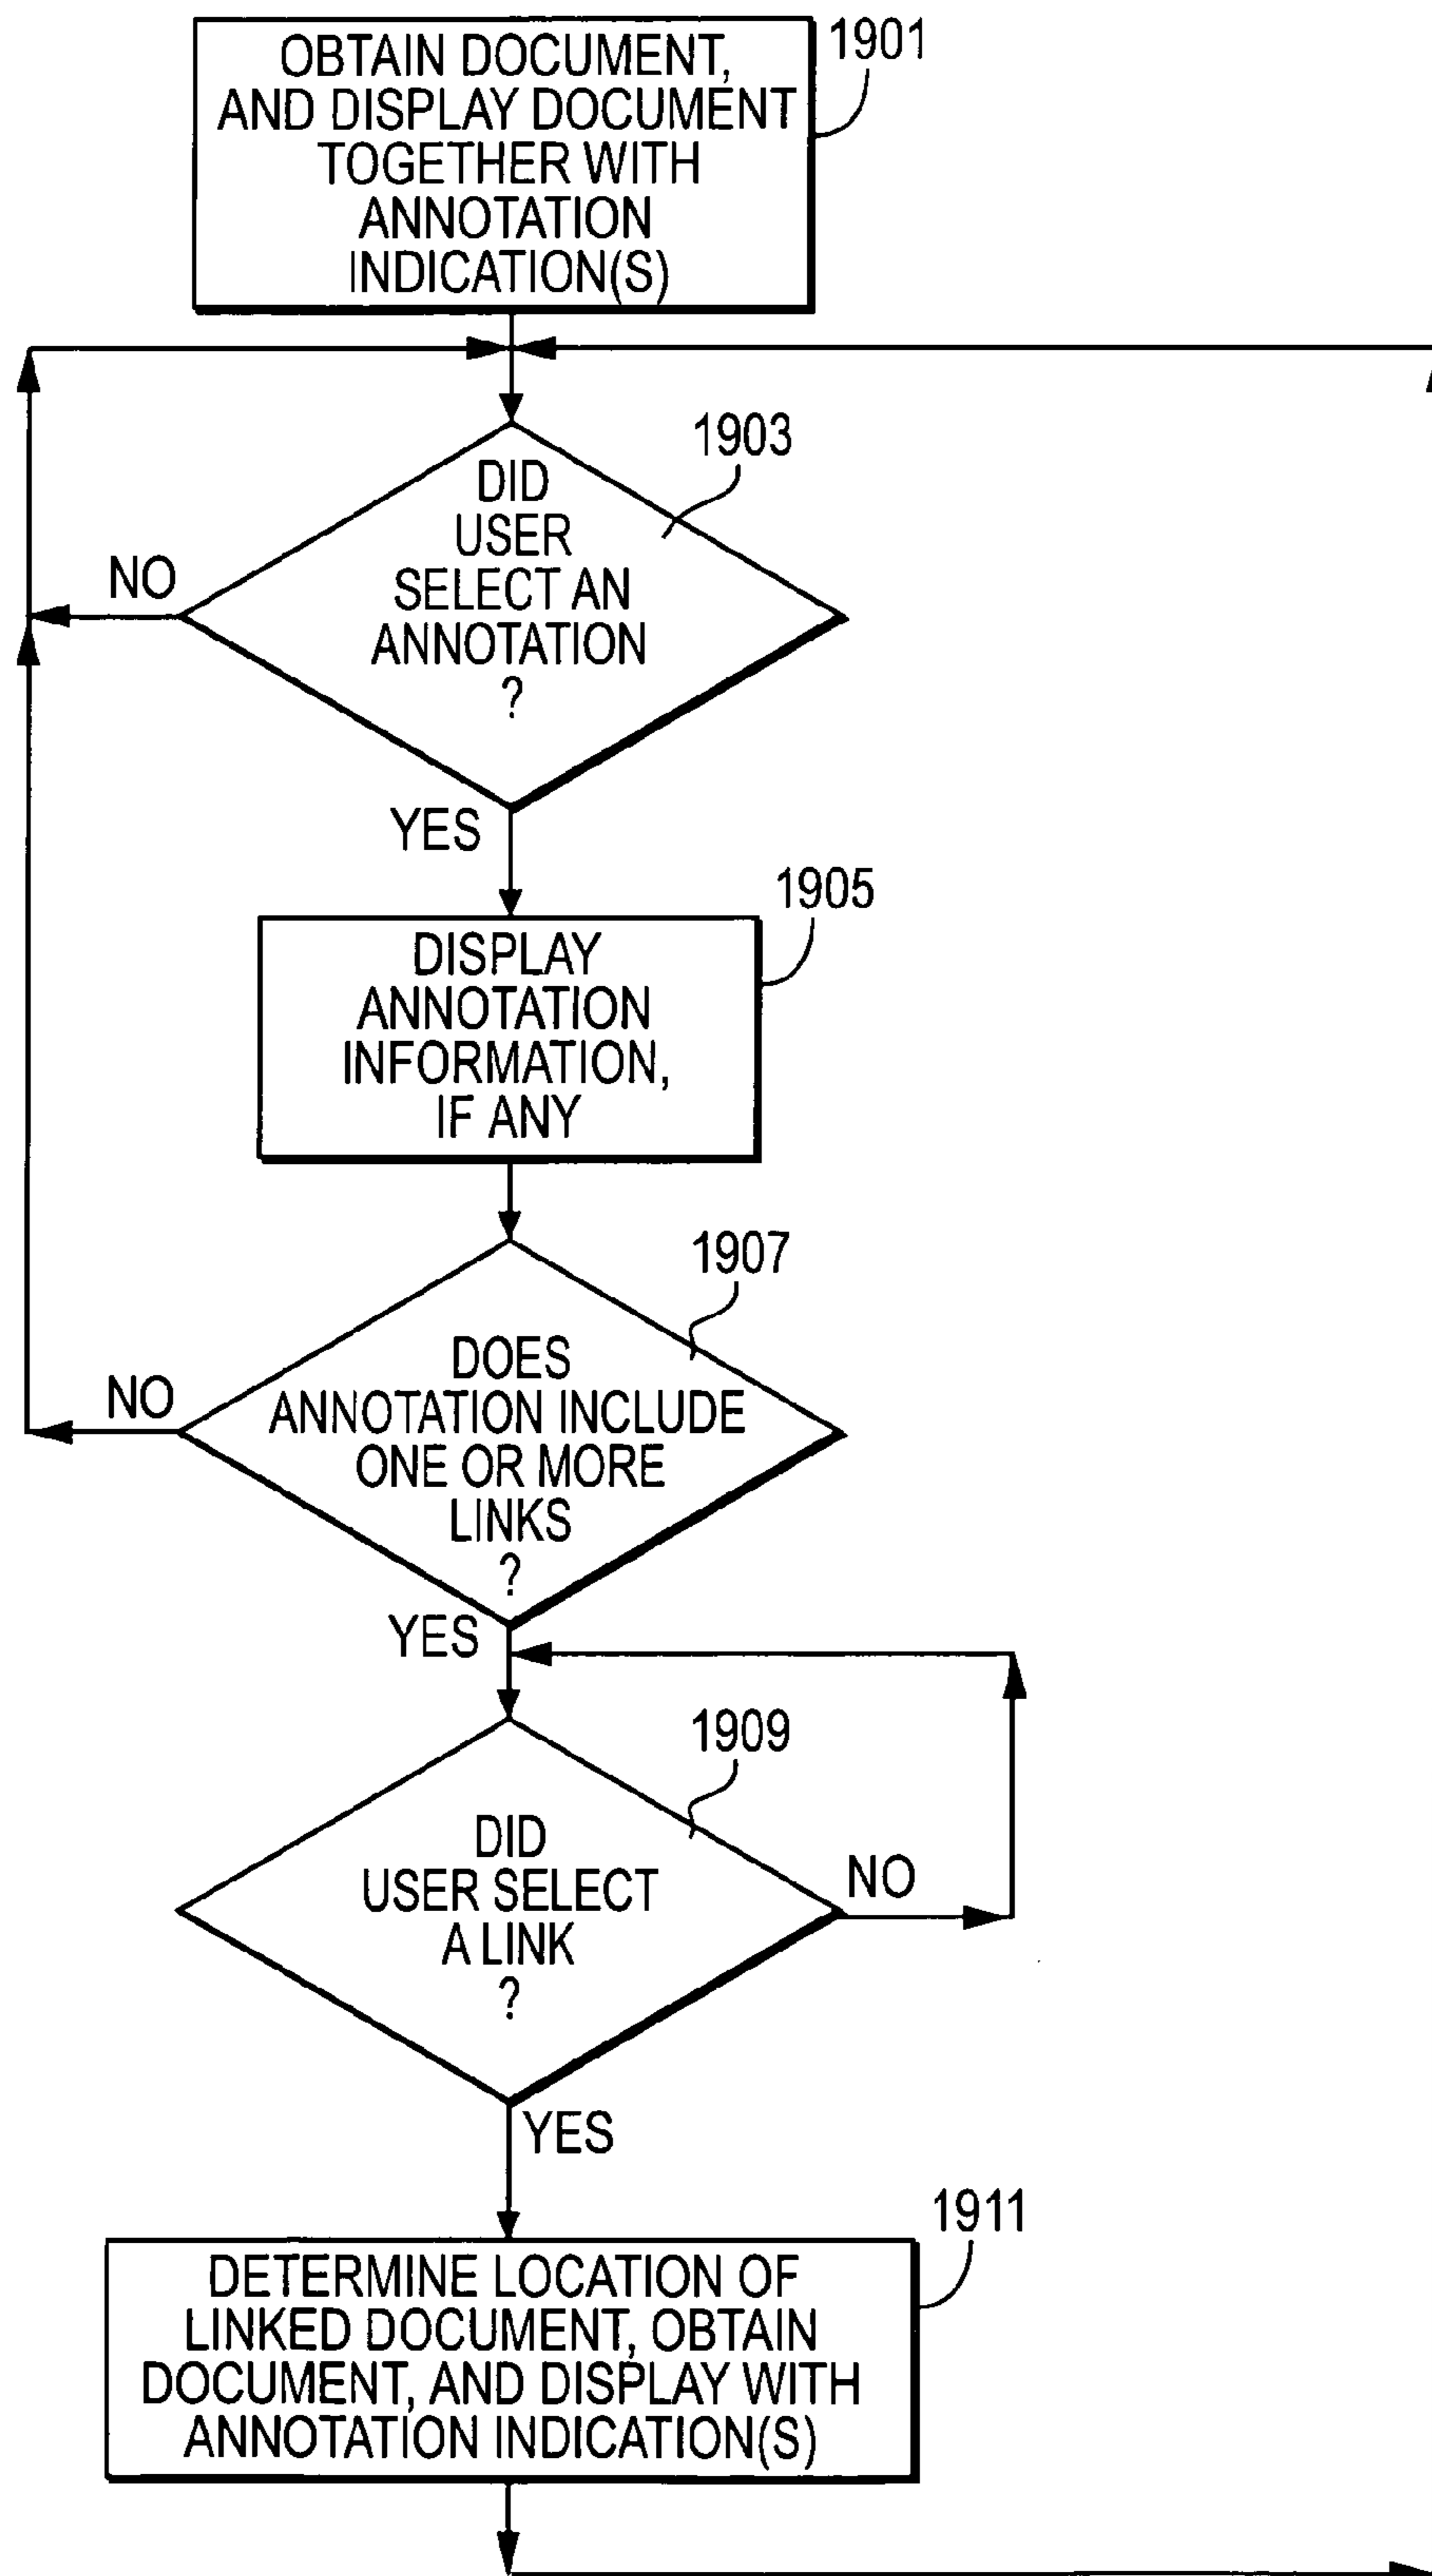 OBTAIN DOCUMENT,
AND DISPLAY DOCUMENT
TOGETHER WITH
ANNOTATION
INDICATION(S)
1901
1903
DID
USER
SELECT AN
ANNOTATION
?
NO
YES
1905
DISPLAY
ANNOTATION
INFORMATION,
IF ANY
1907
DOES
ANNOTATION INCLUDE
ONE OR MORE
LINKS
?
NO
YES
1909
DID
USER SELECT
A LINK
?
NO
YES
1911
DETERMINE LOCATION OF
LINKED DOCUMENT, OBTAIN
DOCUMENT, AND DISPLAY WITH
ANNOTATION INDICATION(S)